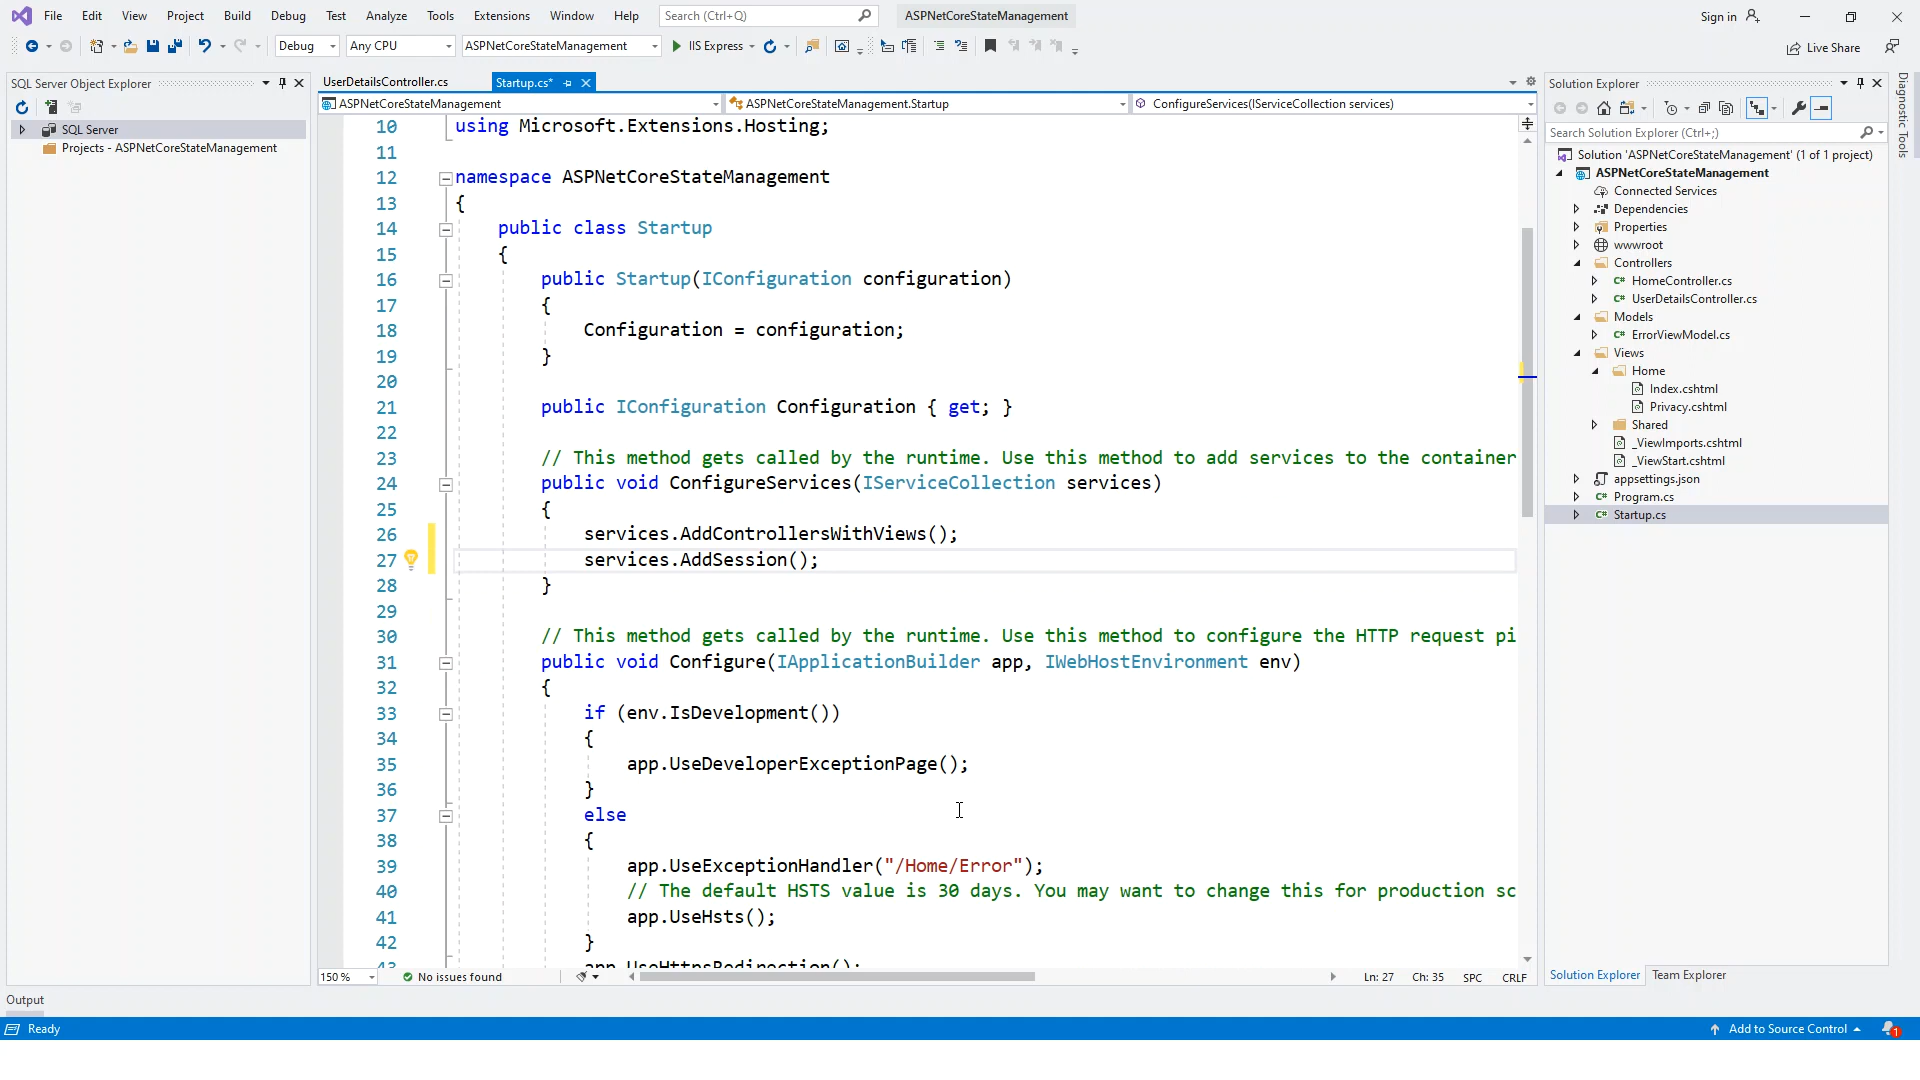 File Edit View Project Build Debug Test Analyze Tools Extensions Window Help Search (Ctrl+Q) ASPNetCoreStateManagement Sign in
Debug Any CPU ASPNetCoreStateManagement IIS Express Live Share
SQL Server Object Explorer
SQL Server
Projects - ASPNetCoreStateManagement
UserDetailsController.cs Startup.cs*
ASPNetCoreStateManagement ASPNetCoreStateManagement.Startup ConfigureServices(IServiceCollection services)
10 using Microsoft.Extensions.Hosting;
11
12 namespace ASPNetCoreStateManagement
13 {
14 public class Startup
15 {
16 public Startup(IConfiguration configuration)
17 {
18 Configuration = configuration;
19 }
20
21 public IConfiguration Configuration { get; }
22
23 // This method gets called by the runtime. Use this method to add services to the container
24 public void ConfigureServices(IServiceCollection services)
25 {
26 services.AddControllersWithViews();
27 services.AddSession();
28 }
29
30 // This method gets called by the runtime. Use this method to configure the HTTP request pi
31 public void Configure(IApplicationBuilder app, IWebHostEnvironment env)
32 {
33 if (env.IsDevelopment())
34 {
35 app.UseDeveloperExceptionPage();
36 }
37 else
38 {
39 app.UseExceptionHandler("/Home/Error");
40 // The default HSTS value is 30 days. You may want to change this for production sc
41 app.UseHsts();
42 }
43 app.UseHttpsRedirection();
150 % No issues found Ln: 27 Ch: 35 SPC CRLF
Solution Explorer
Search Solution Explorer (Ctrl+;)
Solution 'ASPNetCoreStateManagement' (1 of 1 project)
ASPNetCoreStateManagement
Connected Services
Dependencies
Properties
wwwroot
Controllers
C# HomeController.cs
C# UserDetailsController.cs
Models
C# ErrorViewModel.cs
Views
Home
Index.cshtml
Privacy.cshtml
Shared
_ViewImports.cshtml
_ViewStart.cshtml
appsettings.json
C# Program.cs
C# Startup.cs
Solution Explorer Team Explorer
Diagnostic Tools
Output
Ready Add to Source Control 1